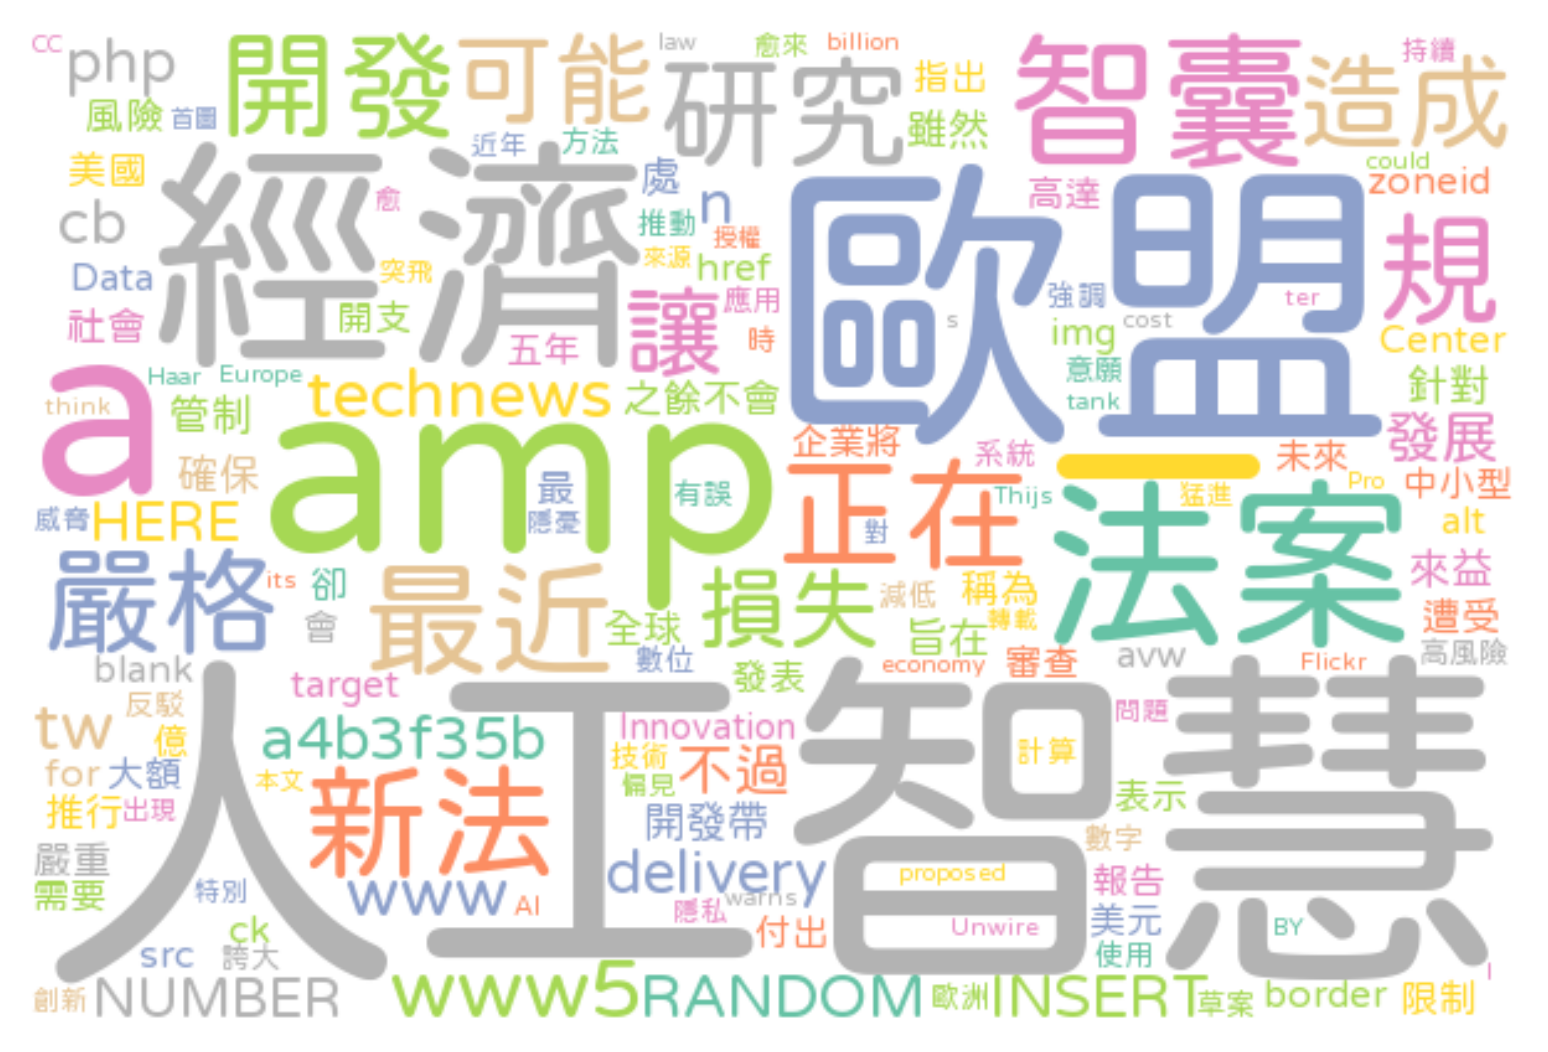 CC
php
開發
可能
law
研究
愈來
billion
指出
智囊
造成
持續
風險
首圖
近年
方法
雖然
美國
經濟
愈
處
n
歐盟
高達
could
zoneid
cb
推動
授權
來源
href
規
Data
突飛
開支
社會
五年
讓
應用
時
s
強調
ter
img
cost
Center
a
Haar
Europe
think
technews
之餘不會
意願
tank
針對
管制
amp
企業將
系統
一
未來
發展
確保
最
有誤
正在
Thijs
猛進
Pro
中小型
威脅
HERE
隱憂
對
法案
alt
嚴格
its
卻
會
最近
損失
減低
稱為
轉載
來益
遭受
全球
旨在
數位
blank
target
發表
economy
審查
avw
Flickr
高風險
人工智慧
反駁
tw
億
a4b3f35b
Innovation
問題
for
大額
本文
技術
偏見
不過
計算
推行
出現
新法
開發帶
表示
數字
嚴重
需要
特別
www
AI
delivery
warns
隱私
proposed
報告
ck
付出
Unwire
美元
BY
src
誇大
使用
I
創新
NUMBER
www5
RANDOM
歐洲
INSERT
草案
border
限制